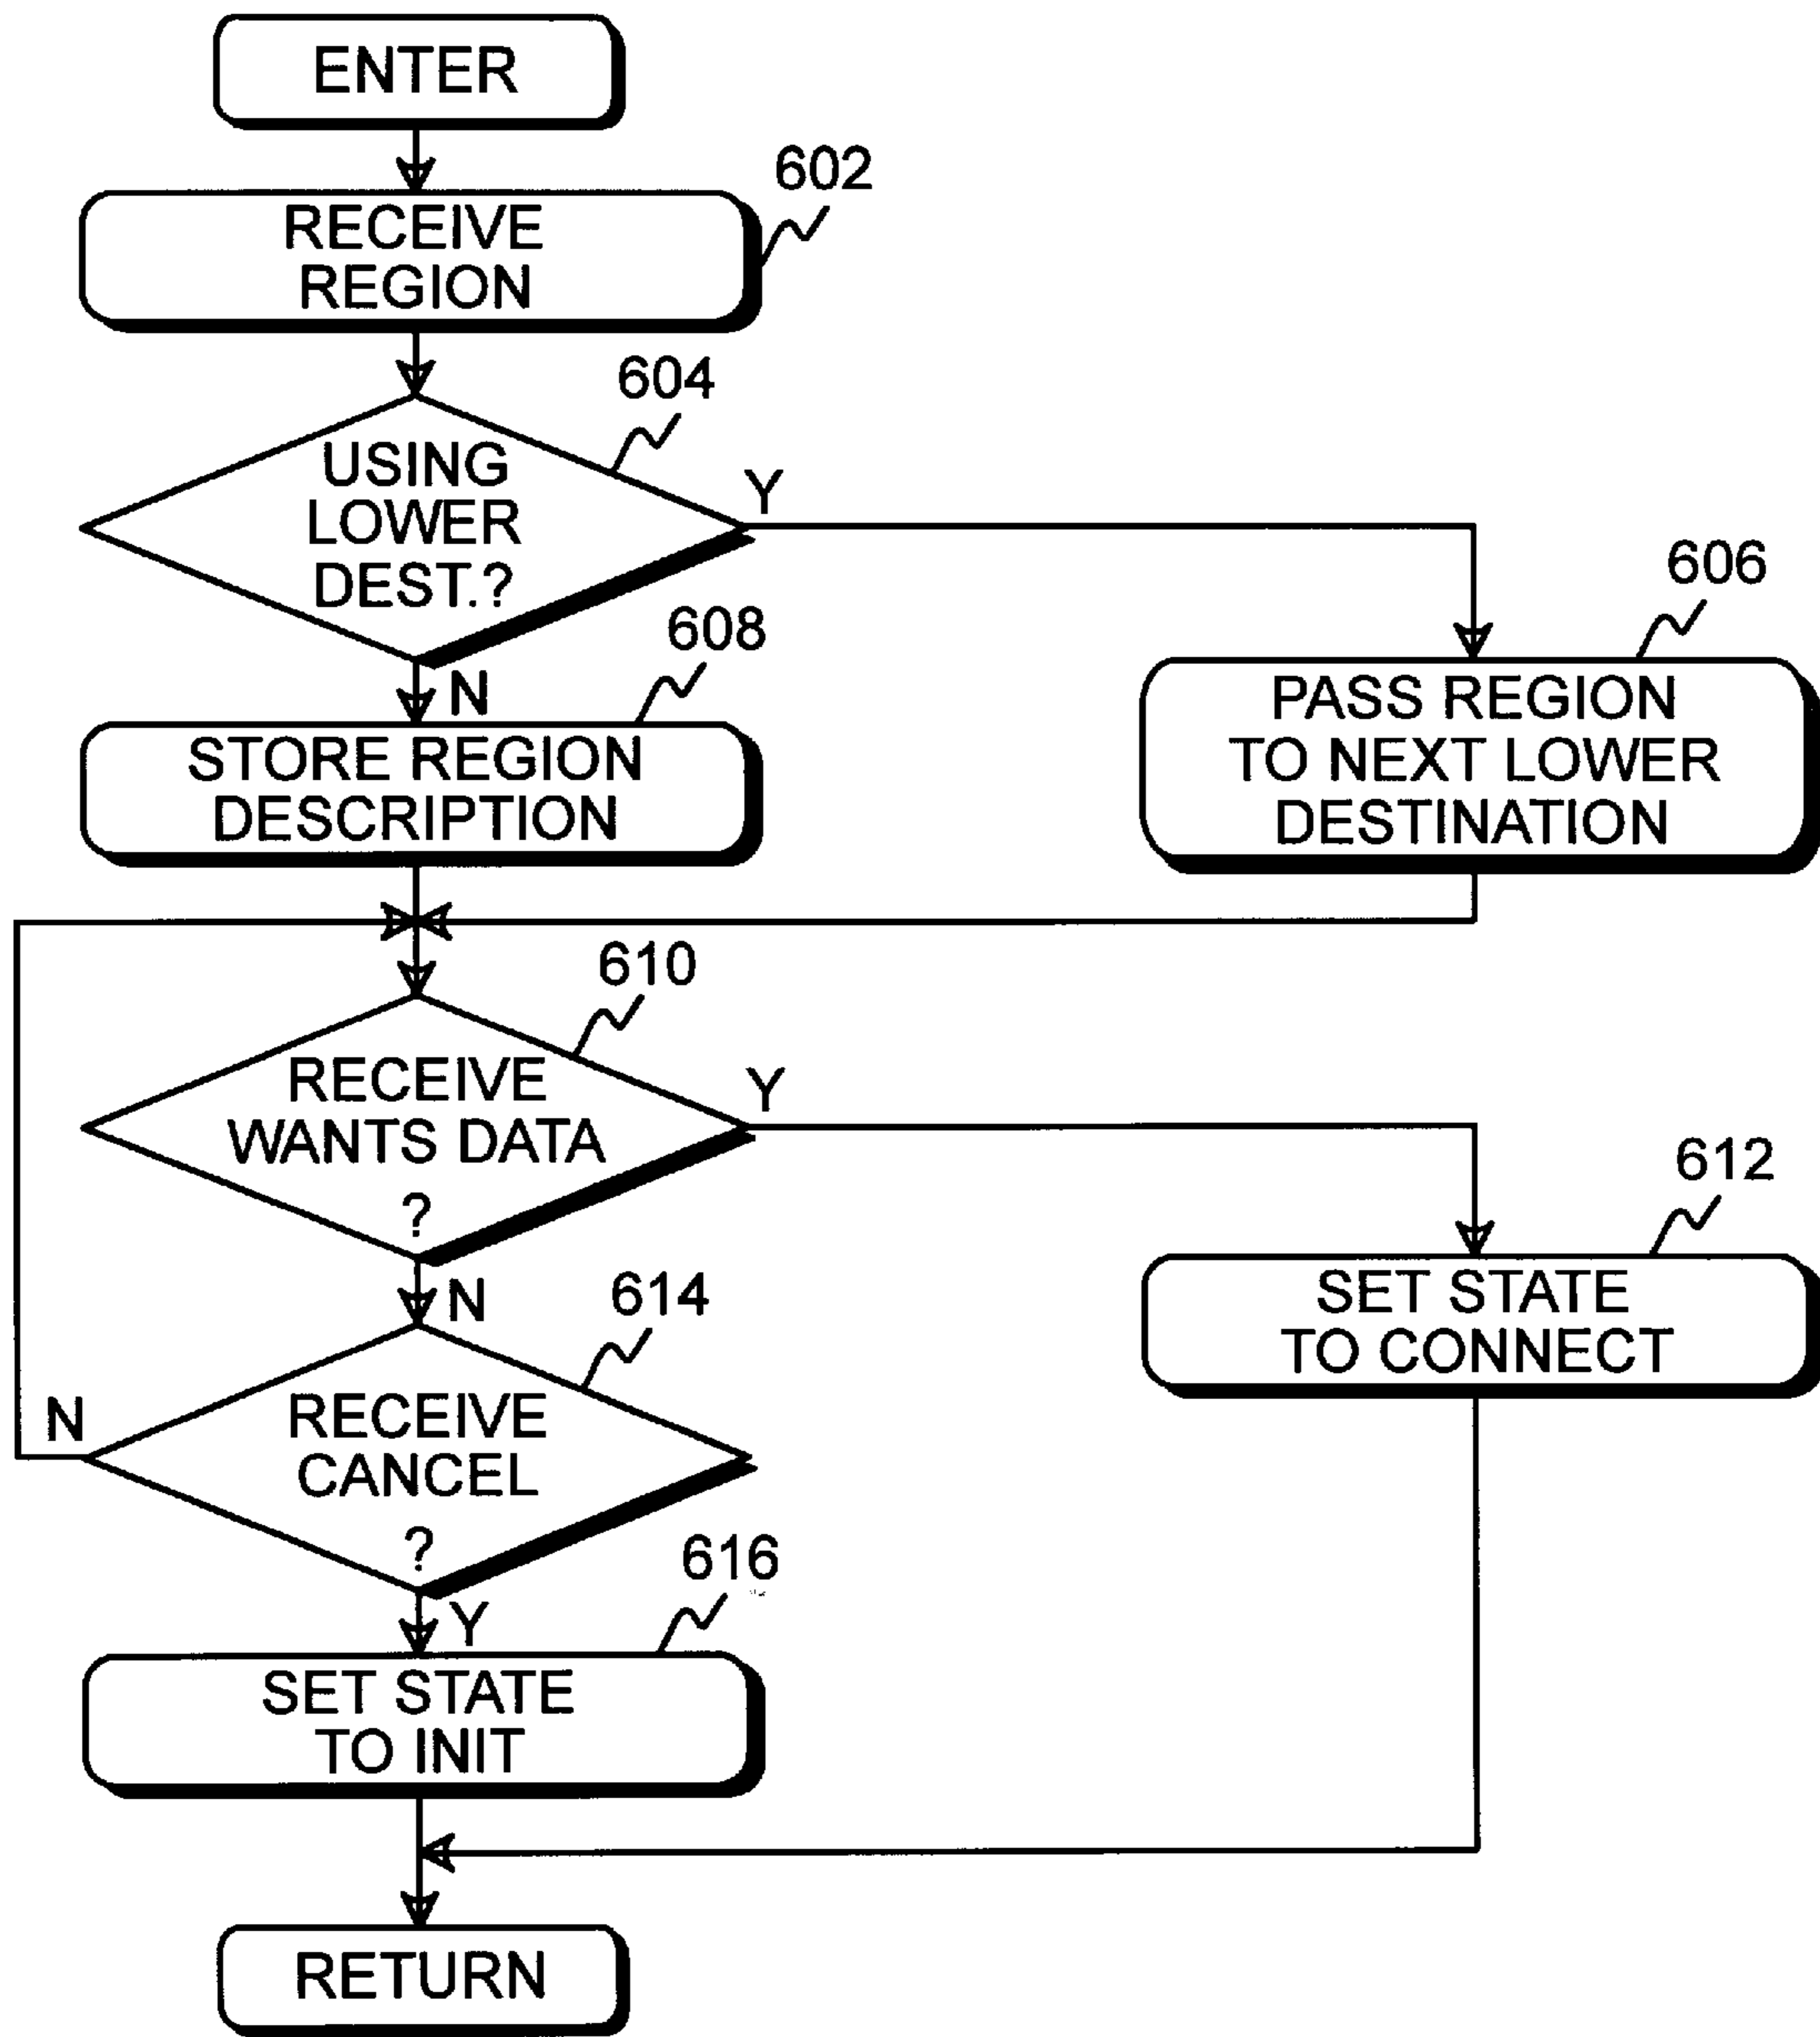 ENTER
602
RECEIVE
REGION
604
USING
LOWER
DEST.?
Y
606
PASS REGION
TO NEXT LOWER
DESTINATION
N
608
STORE REGION
DESCRIPTION
610
RECEIVE
WANTS DATA
?
Y
612
SET STATE
TO CONNECT
N
614
RECEIVE
CANCEL
?
N
Y
616
SET STATE
TO INIT
RETURN